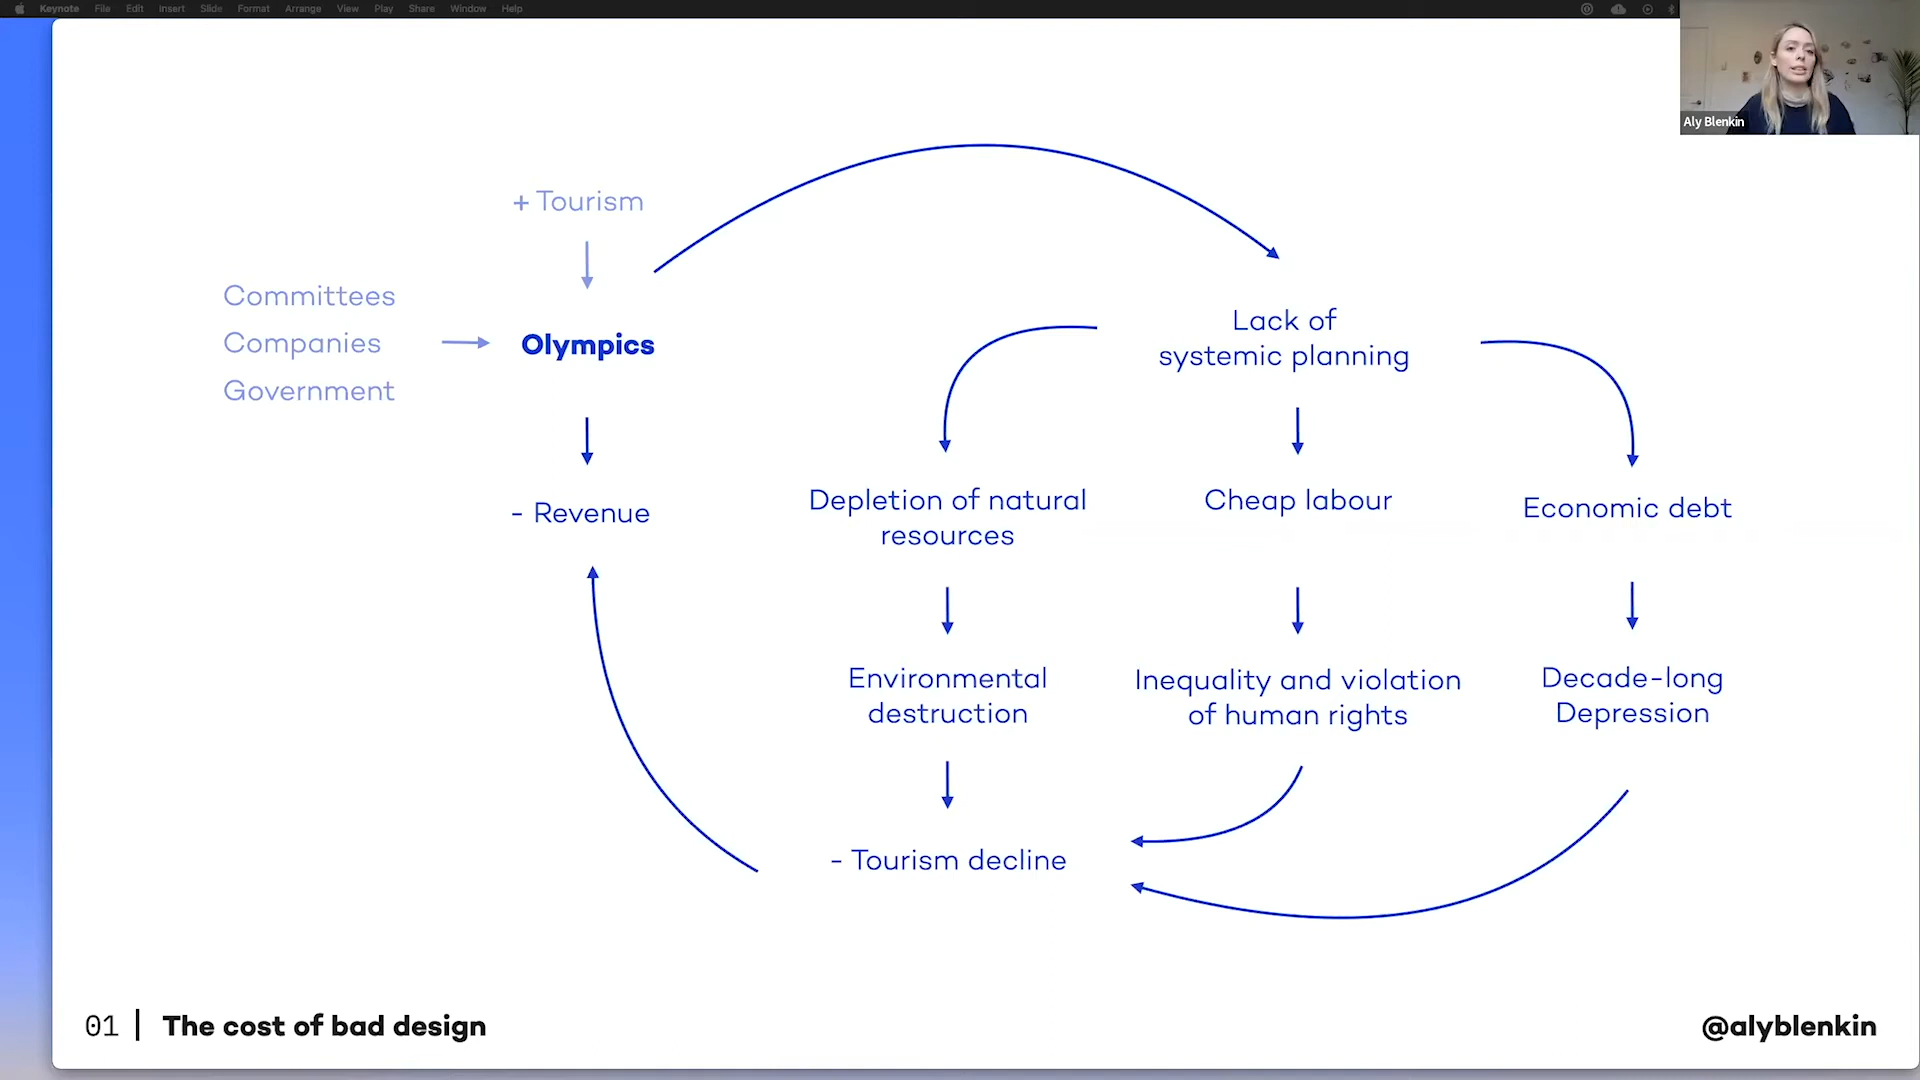 Keynote File Edit Insert Slide Format Arrange View Play Share Window Help
Aly Blenkin
+ Tourism
Committees
Companies
Government
Olympics
- Revenue
Lack of
systemic planning
Depletion of natural
resources
Cheap labour
Economic debt
Environmental
destruction
Inequality and violation
of human rights
Decade-long
Depression
- Tourism decline
01 | The cost of bad design
@alyblenkin